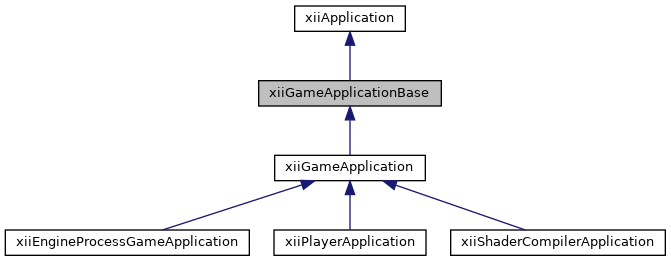 xiiApplication
xiiGameApplicationBase
xiiGameApplication
xiiEngineProcessGameApplication
xiiPlayerApplication
xiiShaderCompilerApplication